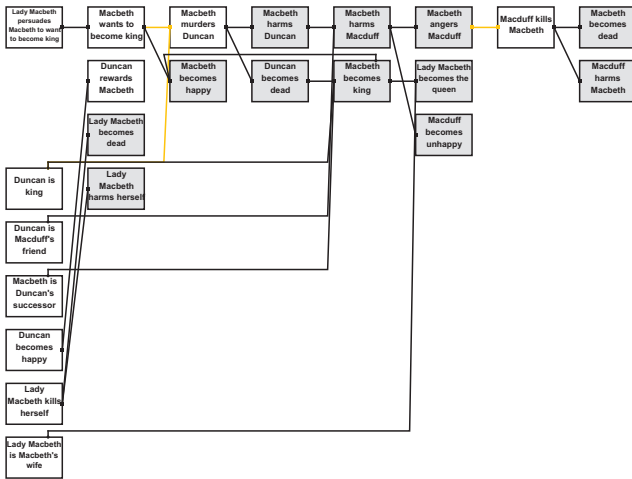 Lady Macbeth
persuades
Macbeth to want
to become king
Macbeth
wants to
become king
Macbeth
murders
Duncan
Macbeth
harms
Duncan
Macbeth
harms
Macduff
Macbeth
angers
Macduff
Macduff kills
Macbeth
Macbeth
becomes
dead
Duncan
rewards
Macbeth
Macbeth
becomes
happy
Duncan
becomes
dead
Macbeth
becomes
king
Lady Macbeth
becomes the
queen
Macduff
harms
Macbeth
Lady Macbeth
becomes
dead
Macduff
becomes
unhappy
Duncan is
king
Lady
Macbeth
harms herself
Duncan is
Macduff's
friend
Macbeth is
Duncan's
successor
Duncan
becomes
happy
Lady
Macbeth kills
herself
Lady Macbeth
is Macbeth's
wife